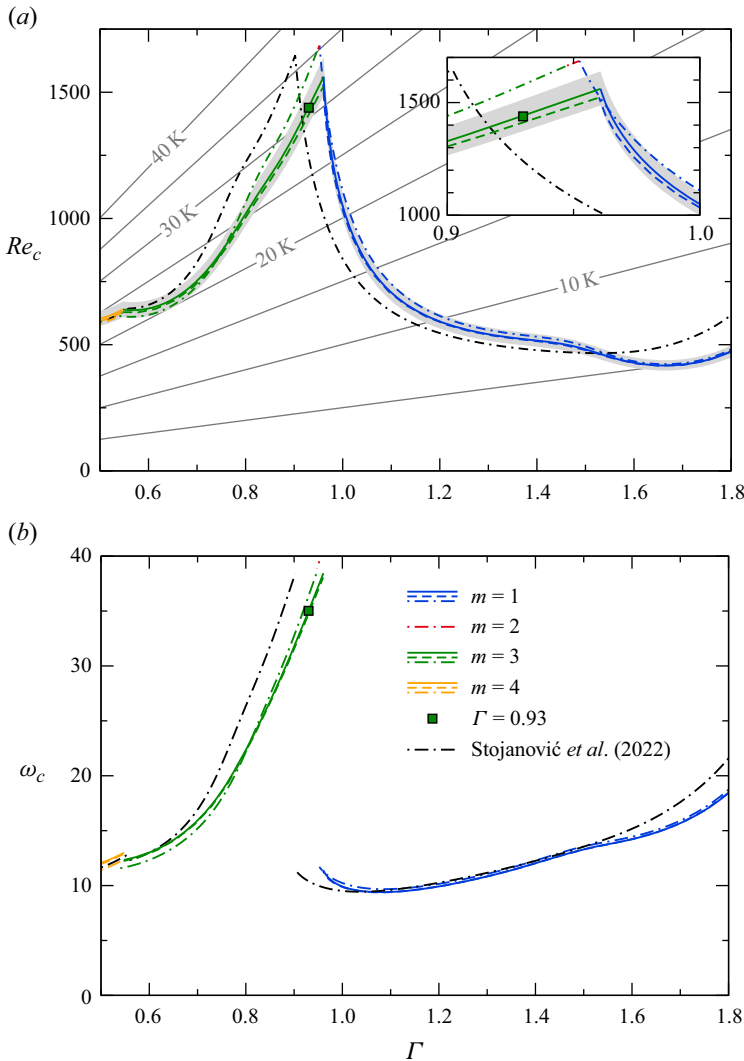 (a)
1500
1000
500
0
Re_c
40 K
30 K
20 K
10 K
1500
1000
0.9
1.0
0.6
0.8
1.0
1.2
1.4
1.6
1.8
(b)
40
30
20
10
0
ω_c
m = 1
m = 2
m = 3
m = 4
Γ = 0.93
Stojanović et al. (2022)
0.6
0.8
1.0
1.2
1.4
1.6
1.8
Γ